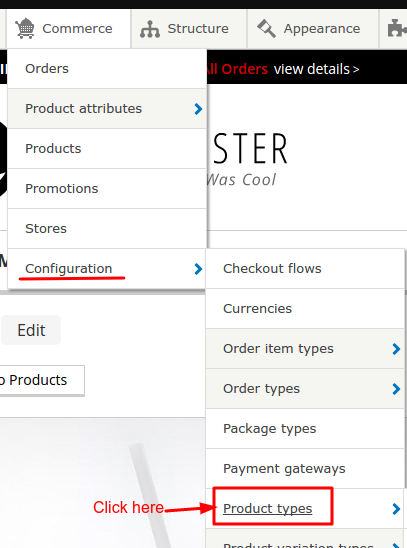 Commerce Structure Appearance
All Orders view details >
Orders
Product attributes
STER
Products
Was Cool
Promotions
Stores
Configuration
Checkout flows
Currencies
Edit
Order item types
o Products
Order types
Package types
Payment gateways
Click here
Product types
Product variation types